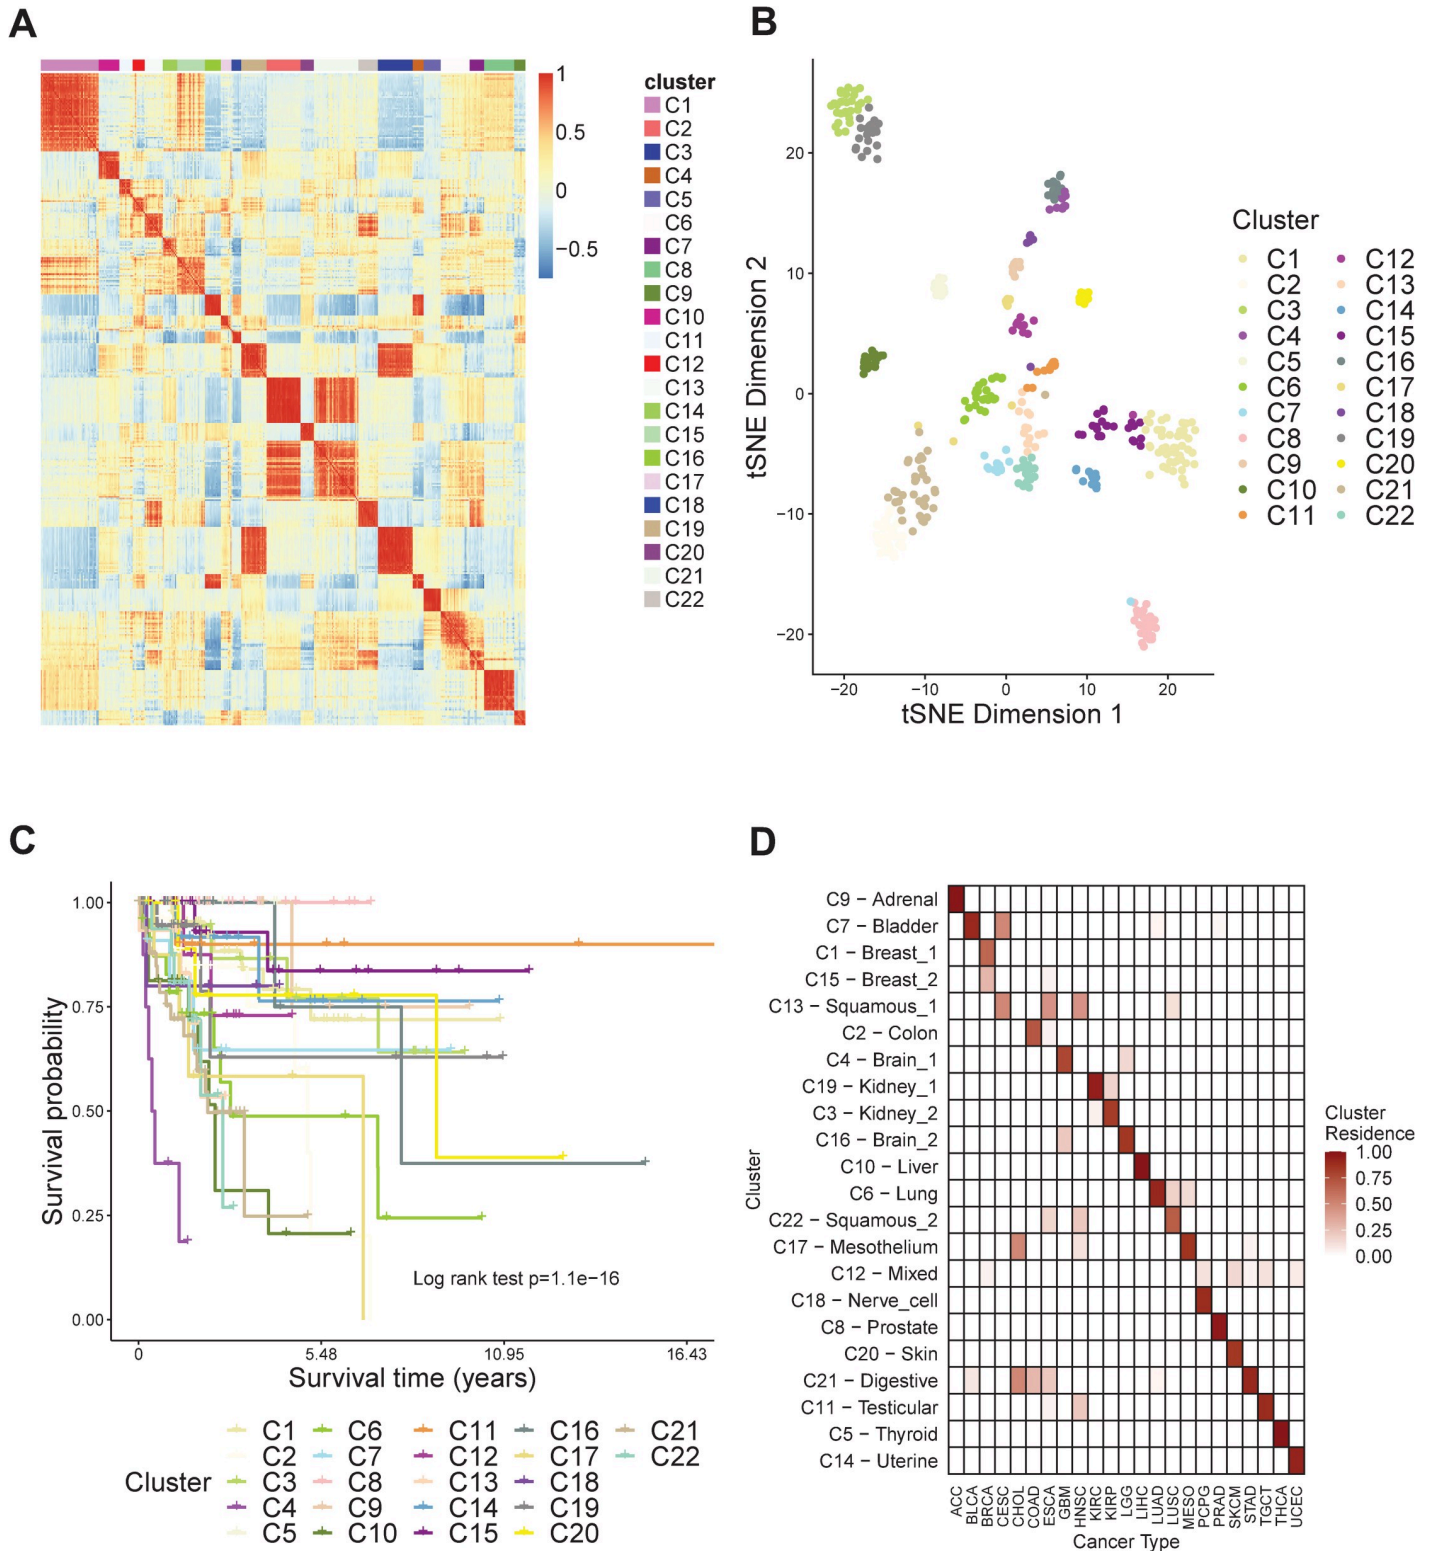 A
1
0.5
0
−0.5
cluster
C1
C2
C3
C4
C5
C6
C7
C8
C9
C10
C11
C12
C13
C14
C15
C16
C17
C18
C19
C20
C21
C22
B
tSNE Dimension 2
20
10
0
−10
−20
−20 −10 0 10 20
tSNE Dimension 1
Cluster
C1 C12
C2 C13
C3 C14
C4 C15
C5 C16
C6 C17
C7 C18
C8 C19
C9 C20
C10 C21
C11 C22
C
Survival probability
1.00
0.75
0.50
0.25
0.00
Log rank test p=1.1e−16
0 5.48 10.95 16.43
Survival time (years)
Cluster
C1 C6 C11 C16 C21
C2 C7 C12 C17 C22
C3 C8 C13 C18
C4 C9 C14 C19
C5 C10 C15 C20
D
Cluster
C9 − Adrenal
C7 − Bladder
C1 − Breast_1
C15 − Breast_2
C13 − Squamous_1
C2 − Colon
C4 − Brain_1
C19 − Kidney_1
C3 − Kidney_2
C16 − Brain_2
C10 − Liver
C6 − Lung
C22 − Squamous_2
C17 − Mesothelium
C12 − Mixed
C18 − Nerve_cell
C8 − Prostate
C20 − Skin
C21 − Digestive
C11 − Testicular
C5 − Thyroid
C14 − Uterine
ACC BLCA BRCA CESC CHOL COAD ESCA GBM HNSC KIRC KIRP LGG LIHC LUAD LUSC MESO PCPG PRAD SKCM STAD TGCT THCA UCEC
Cancer Type
Cluster
Residence
1.00
0.75
0.50
0.25
0.00